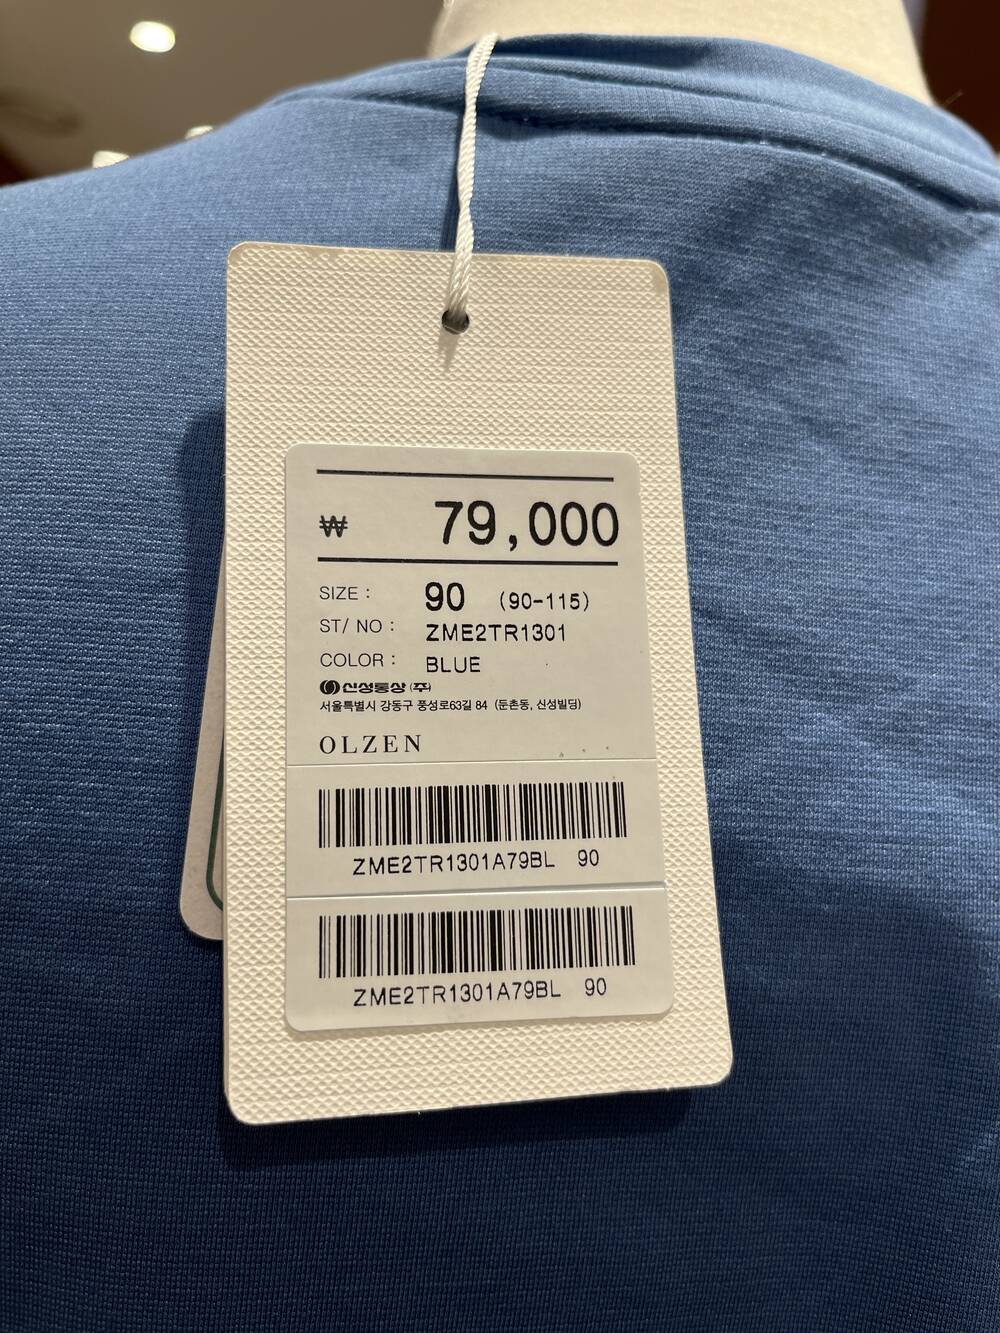 ₩ 79,000
SIZE : 90 (90-115)
ST/ NO : ZME2TR1301
COLOR : BLUE
신성통상 (주)
서울특별시 강동구 풍성로63길 84 (둔촌동, 신성빌딩)
OLZEN
ZME2TR1301A79BL 90
ZME2TR1301A79BL 90